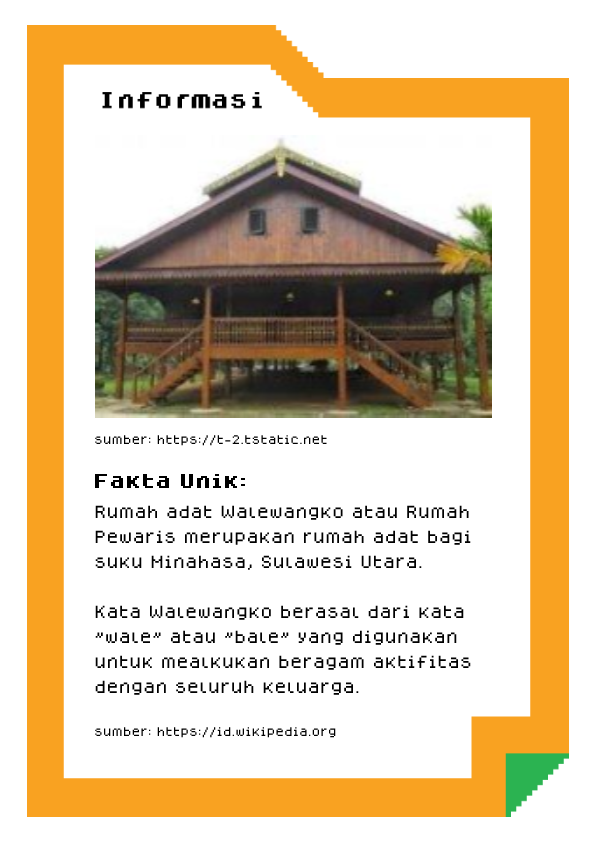 Informasi
sumber: https://t-2.tstatic.net
Fakta Unik:
Rumah adat Walewangko atau Rumah
Pewaris merupakan rumah adat bagi
suku Minahasa, Sulawesi Utara.
Kata Walewangko berasal dari kata
"wale" atau "bale" yang digunakan
untuk mealkukan beragam aktifitas
dengan seluruh keluarga.
sumber: https://id.wikipedia.org